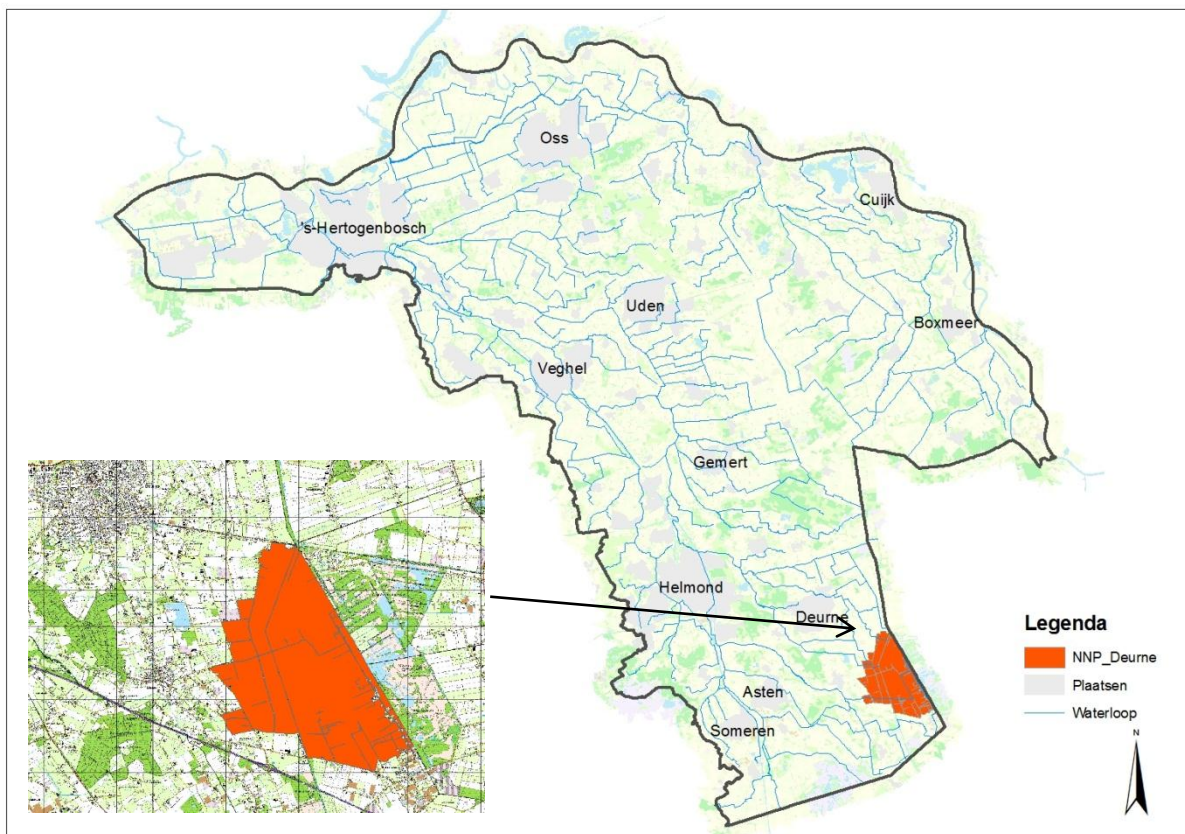 Oss
Cuijk
's-Hertogenbosch
Uden
Boxmeer
Veghel
Gemert
Helmond
Deurne
Asten
Someren
Legenda
NNP_Deurne
Plaatsen
Waterloop
N